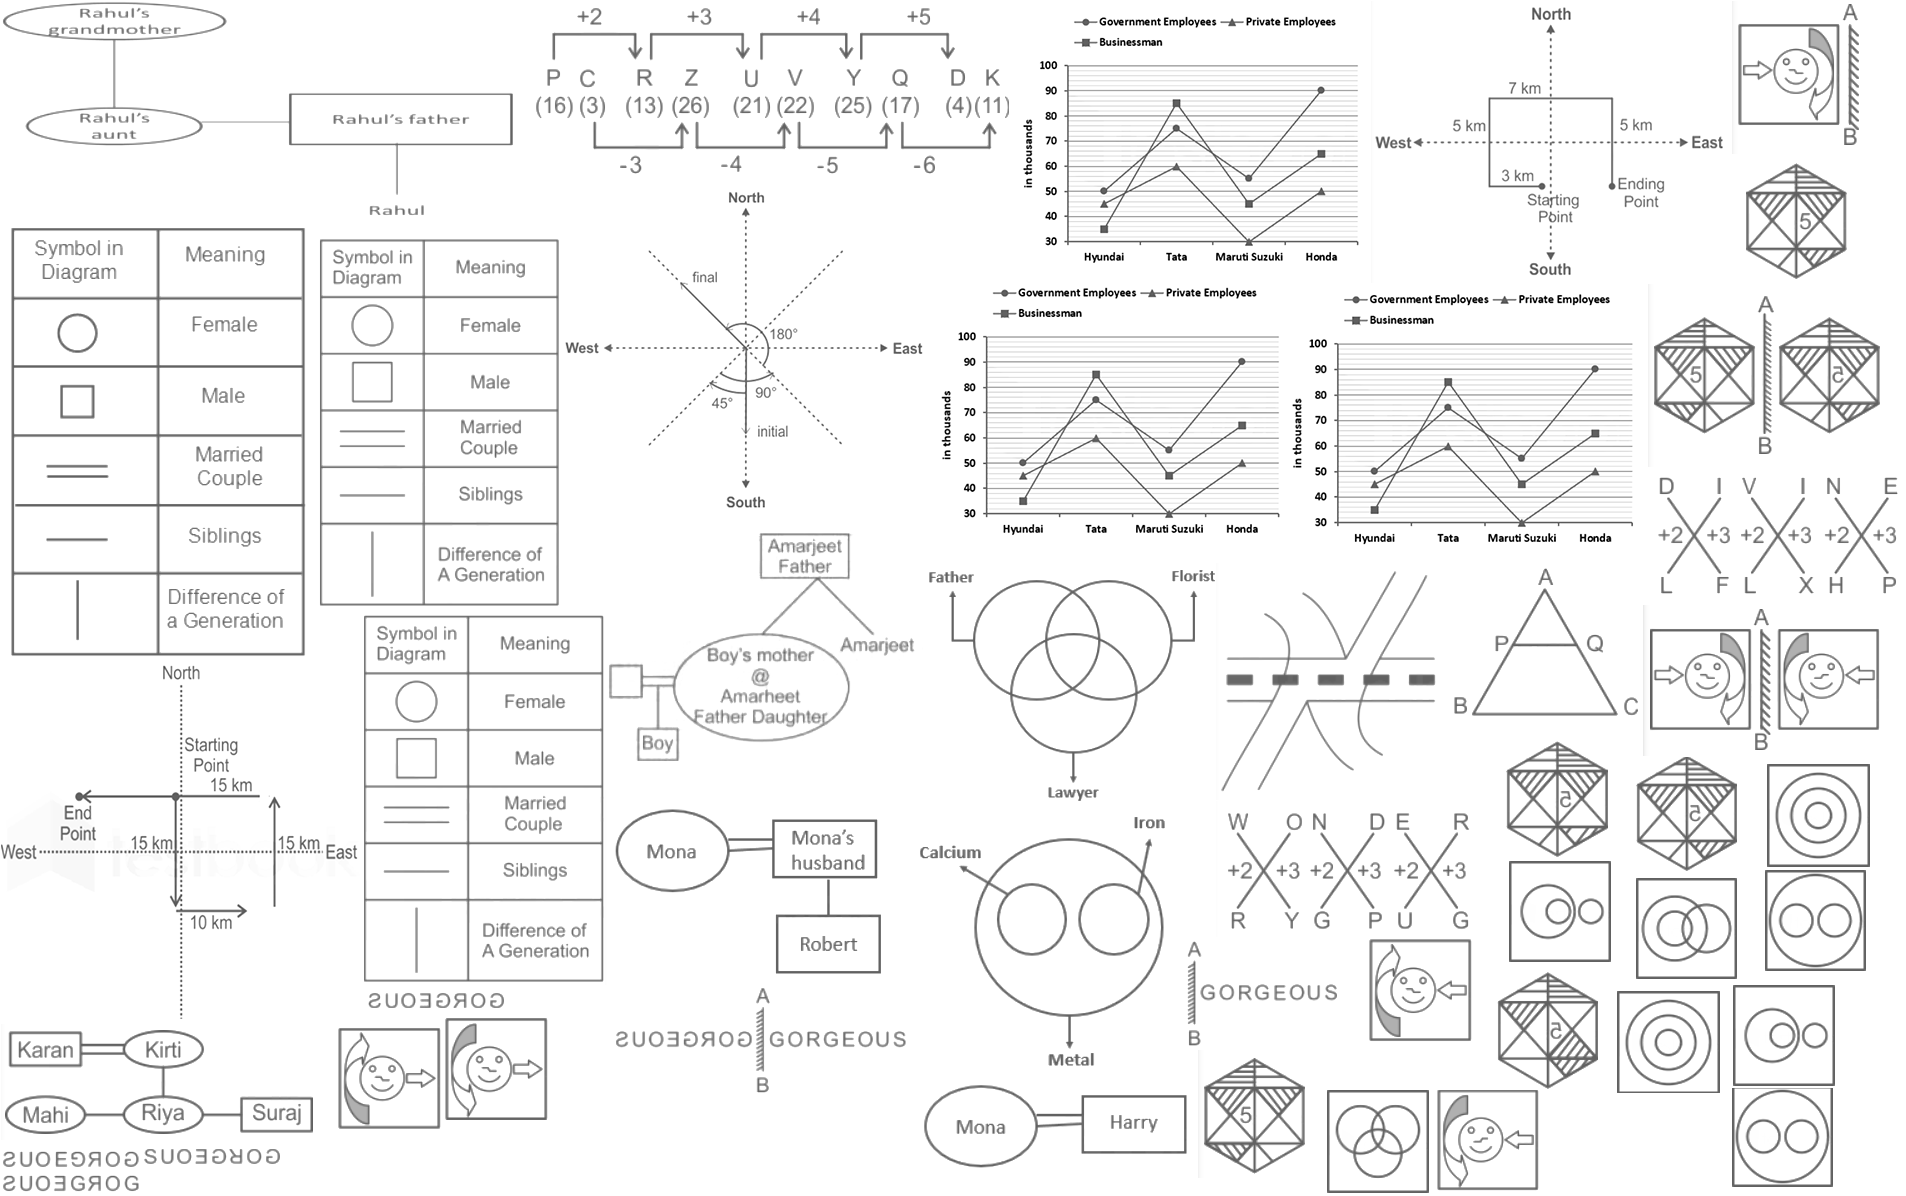 Rahul's
grandmother
Rahul's
aunt
Rahul's father
Rahul
+2 +3 +4 +5
P C R Z U V Y Q D K
(16) (3) (13) (26) (21) (22) (25) (17) (4) (11)
-3 -4 -5 -6
Government Employees Private Employees
Businessman
in thousands
100
90
80
70
60
50
40
30
Hyundai Tata Maruti Suzuki Honda
North
7 km
5 km 5 km
West East
3 km
Starting
Point
Ending
Point
South
A
B
5
Symbol in
Diagram
Meaning
Female
Male
Married
Couple
Siblings
Difference of
a Generation
Symbol in
Diagram
Meaning
Female
Male
Married
Couple
Siblings
Difference of
A Generation
North
final
180°
West East
45° 90°
initial
South
Government Employees Private Employees
Businessman
in thousands
100
90
80
70
60
50
40
30
Hyundai Tata Maruti Suzuki Honda
Government Employees Private Employees
Businessman
in thousands
100
90
80
70
60
50
40
30
Hyundai Tata Maruti Suzuki Honda
A
5 5
B
D I V I N E
+2 +3 +2 +3 +2 +3
L F L X H P
Symbol in
Diagram
Meaning
Female
Male
Married
Couple
Siblings
Difference of
A Generation
Amarjeet
Father
Amarjeet
Boy's mother
@
Amarheet
Father Daughter
Boy
Father Florist
Lawyer
A
P Q
B C
A
B
North
Starting
Point
15 km
End
Point
15 km 15 km
West East
10 km
Mona
Mona's
husband
Robert
Calcium Iron
Metal
W O N D E R
+2 +3 +2 +3 +2 +3
R Y G P U G
5
5
GORGEOUS
A
GORGEOUS GORGEOUS
B
A
GORGEOUS
B
5
Karan Kirti
Mahi Riya Suraj
GORGEOUS GORGEOUS
GORGEOUS
Mona Harry
5